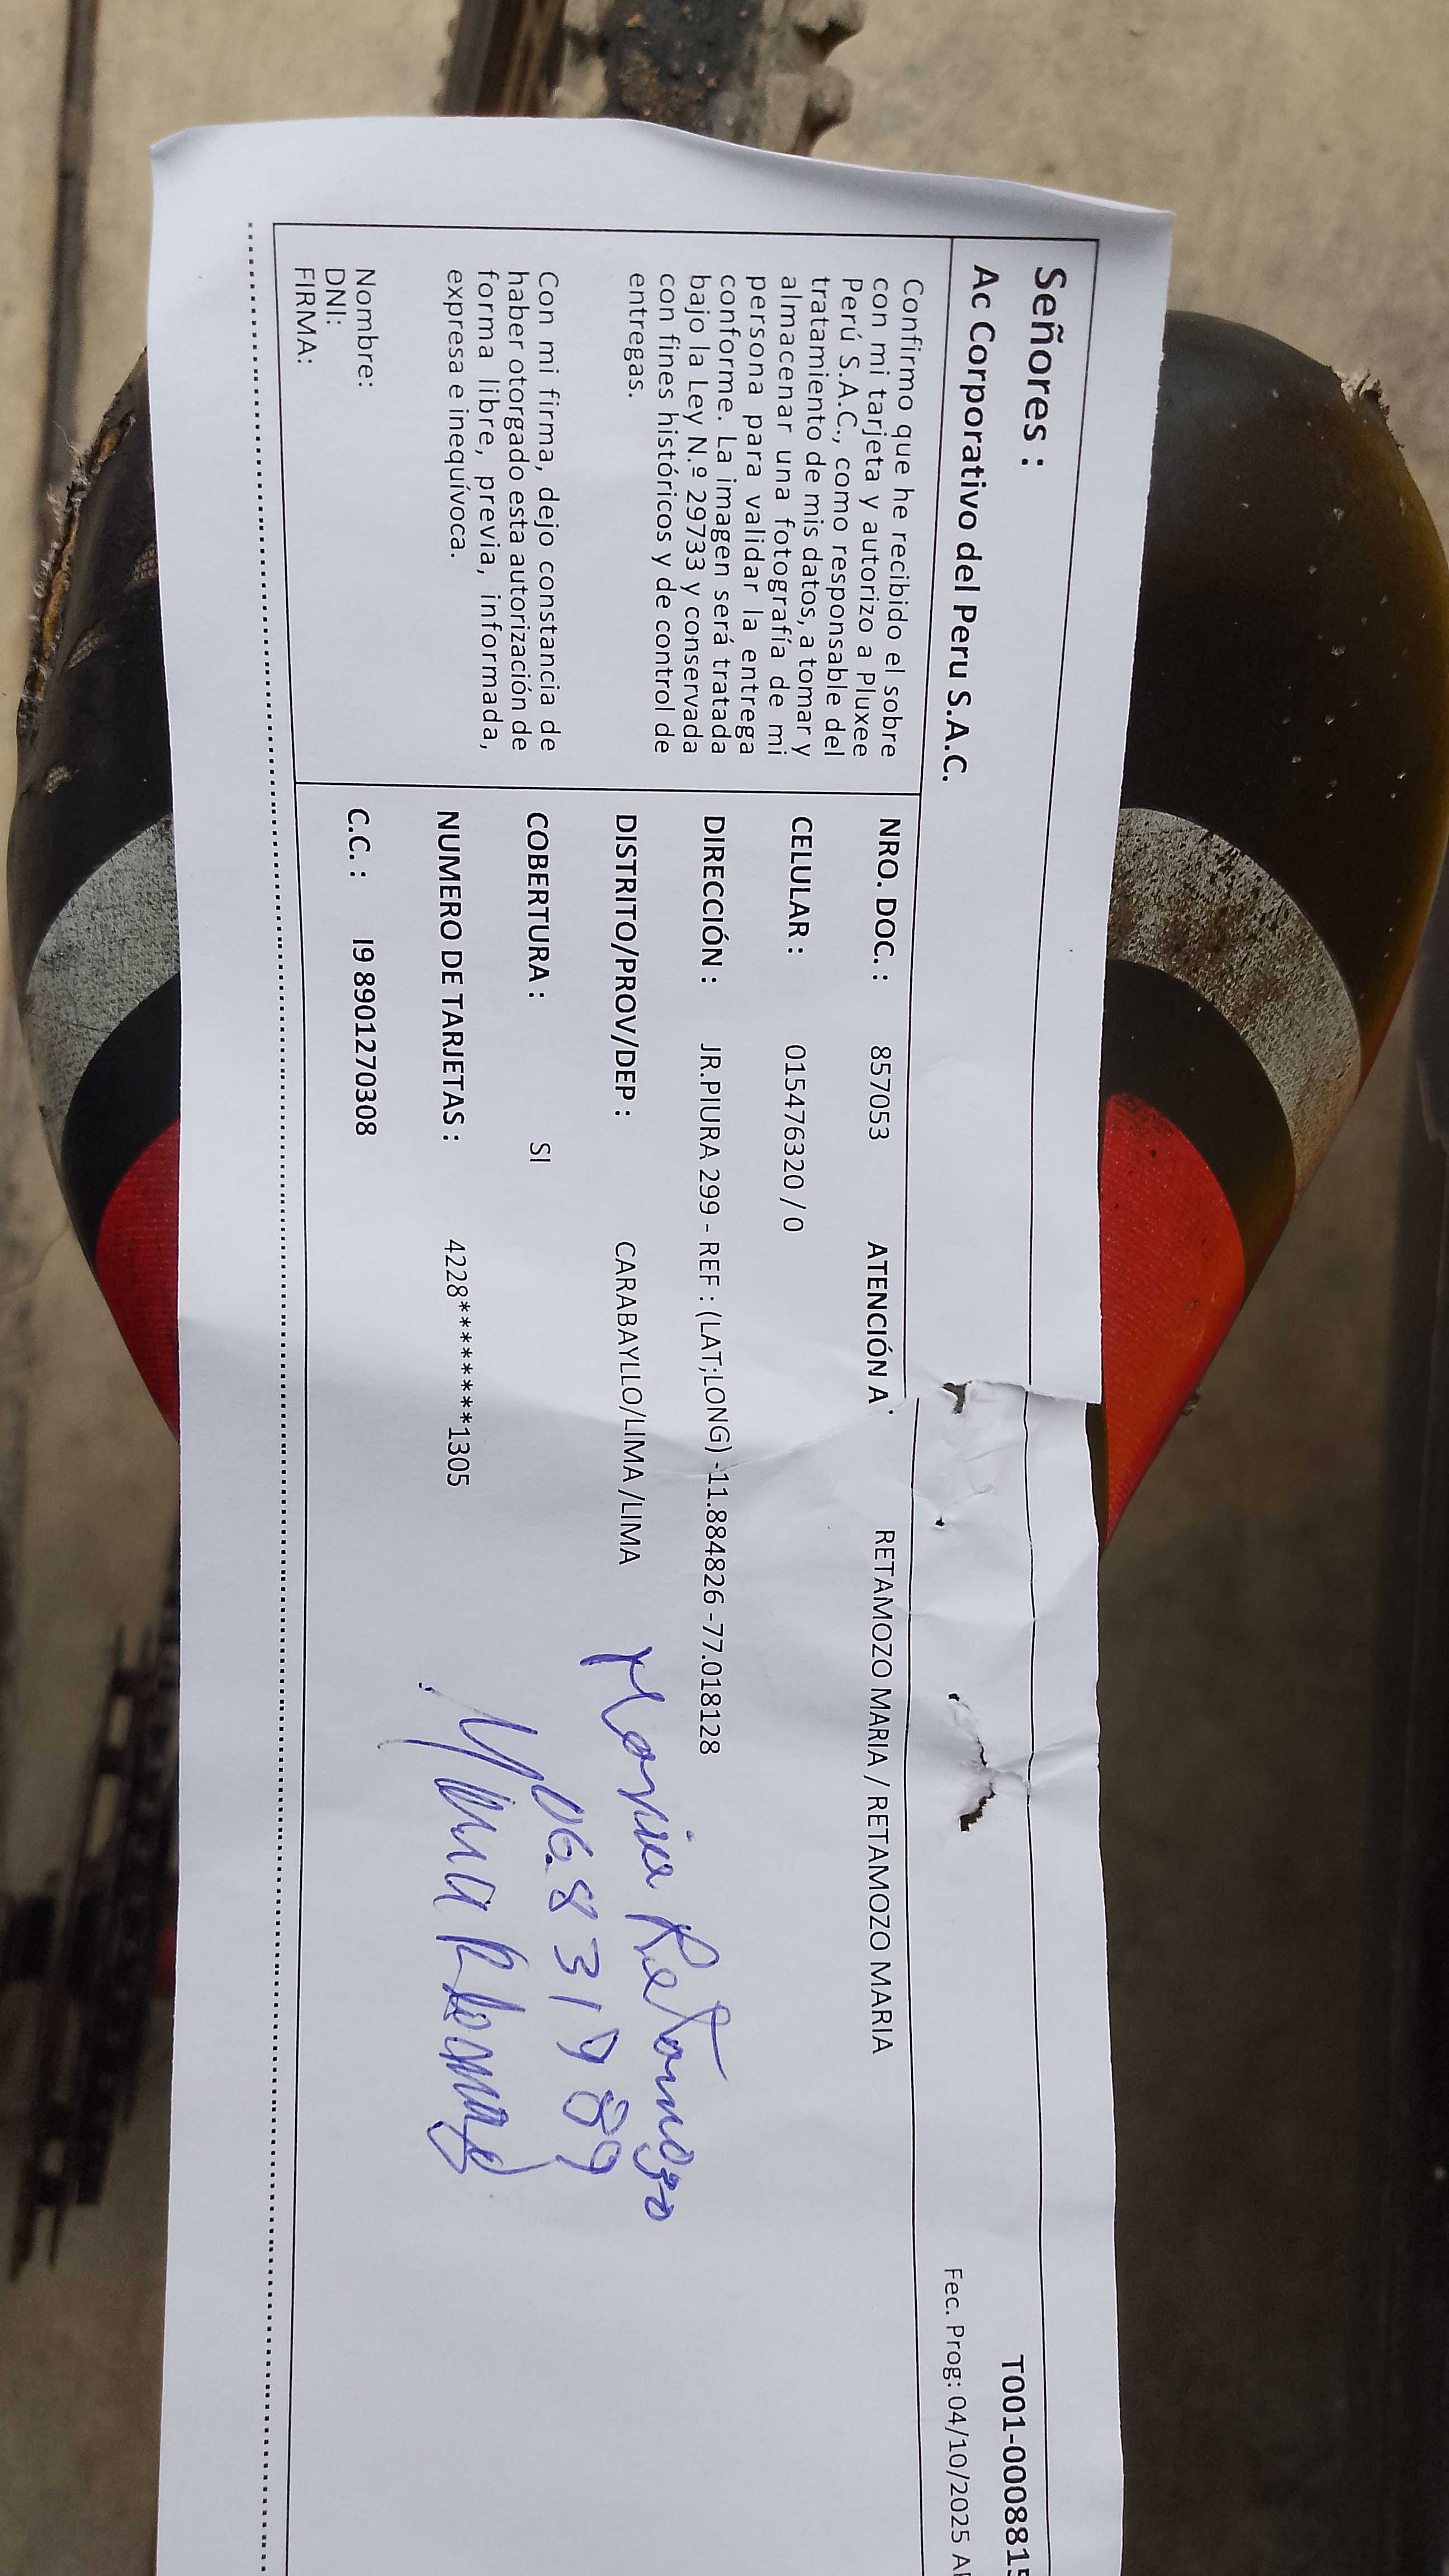 Señores :
T001-0008815
Ac Corporativo del Peru S.A.C.
Fec. Prog: 04/10/2025
Confirmo que he recibido el sobre
con mi tarjeta y autorizo a Pluxee
Perú S.A.C., como responsable del
tratamiento de mis datos, a tomar y
almacenar una fotografía de mi
persona para validar la entrega
conforme. La imagen será tratada
bajo la Ley N.º 29733 y conservada
con fines históricos y de control de
entregas.
Con mi firma, dejo constancia de
haber otorgado esta autorización de
forma libre, previa, informada,
expresa e inequívoca.
Nombre:
DNI:
FIRMA:
NRO. DOC. : 857053 ATENCIÓN A RETAMOZO MARIA / RETAMOZO MARIA
CELULAR : 015476320 / 0
DIRECCIÓN : JR.PIURA 299 - REF : (LAT;LONG) -11.884826 -77.018128
DISTRITO/PROV/DEP : CARABAYLLO/LIMA /LIMA
COBERTURA : SI
NUMERO DE TARJETAS : 4228********1305
C.C. : I9 8901270308
Maria Retamozo